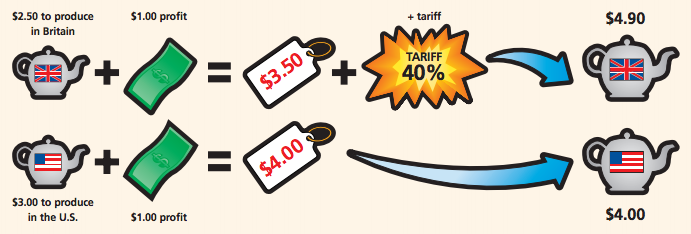 $2.50 to produce
in Britain
$1.00 profit
$3.50
+ tariff
TARIFF
40%
$4.90
$3.00 to produce
in the U.S.
$1.00 profit
$4.00
$4.00